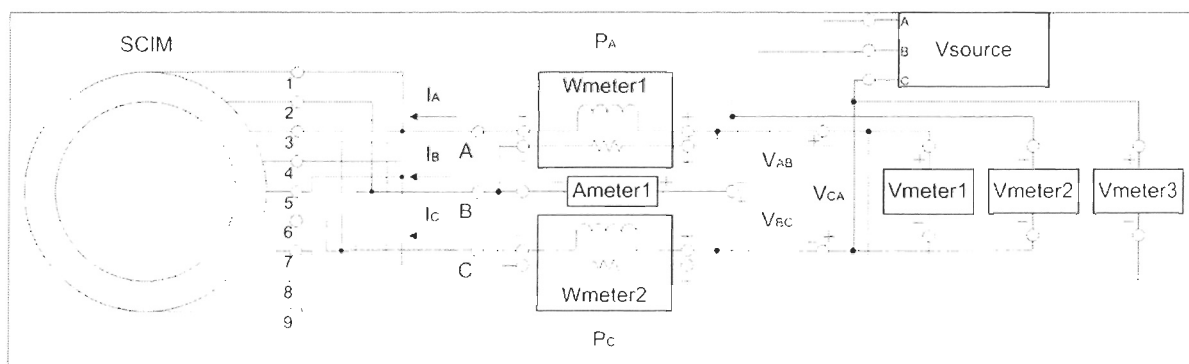 SCIM
1
2
3
4
5
6
7
8
9
IA
IB
IC
A
B
C
PA
Wmeter1
Ameter1
Wmeter2
PC
VAB
VBC
VCA
A
B
C
Vsource
Vmeter1
Vmeter2
Vmeter3